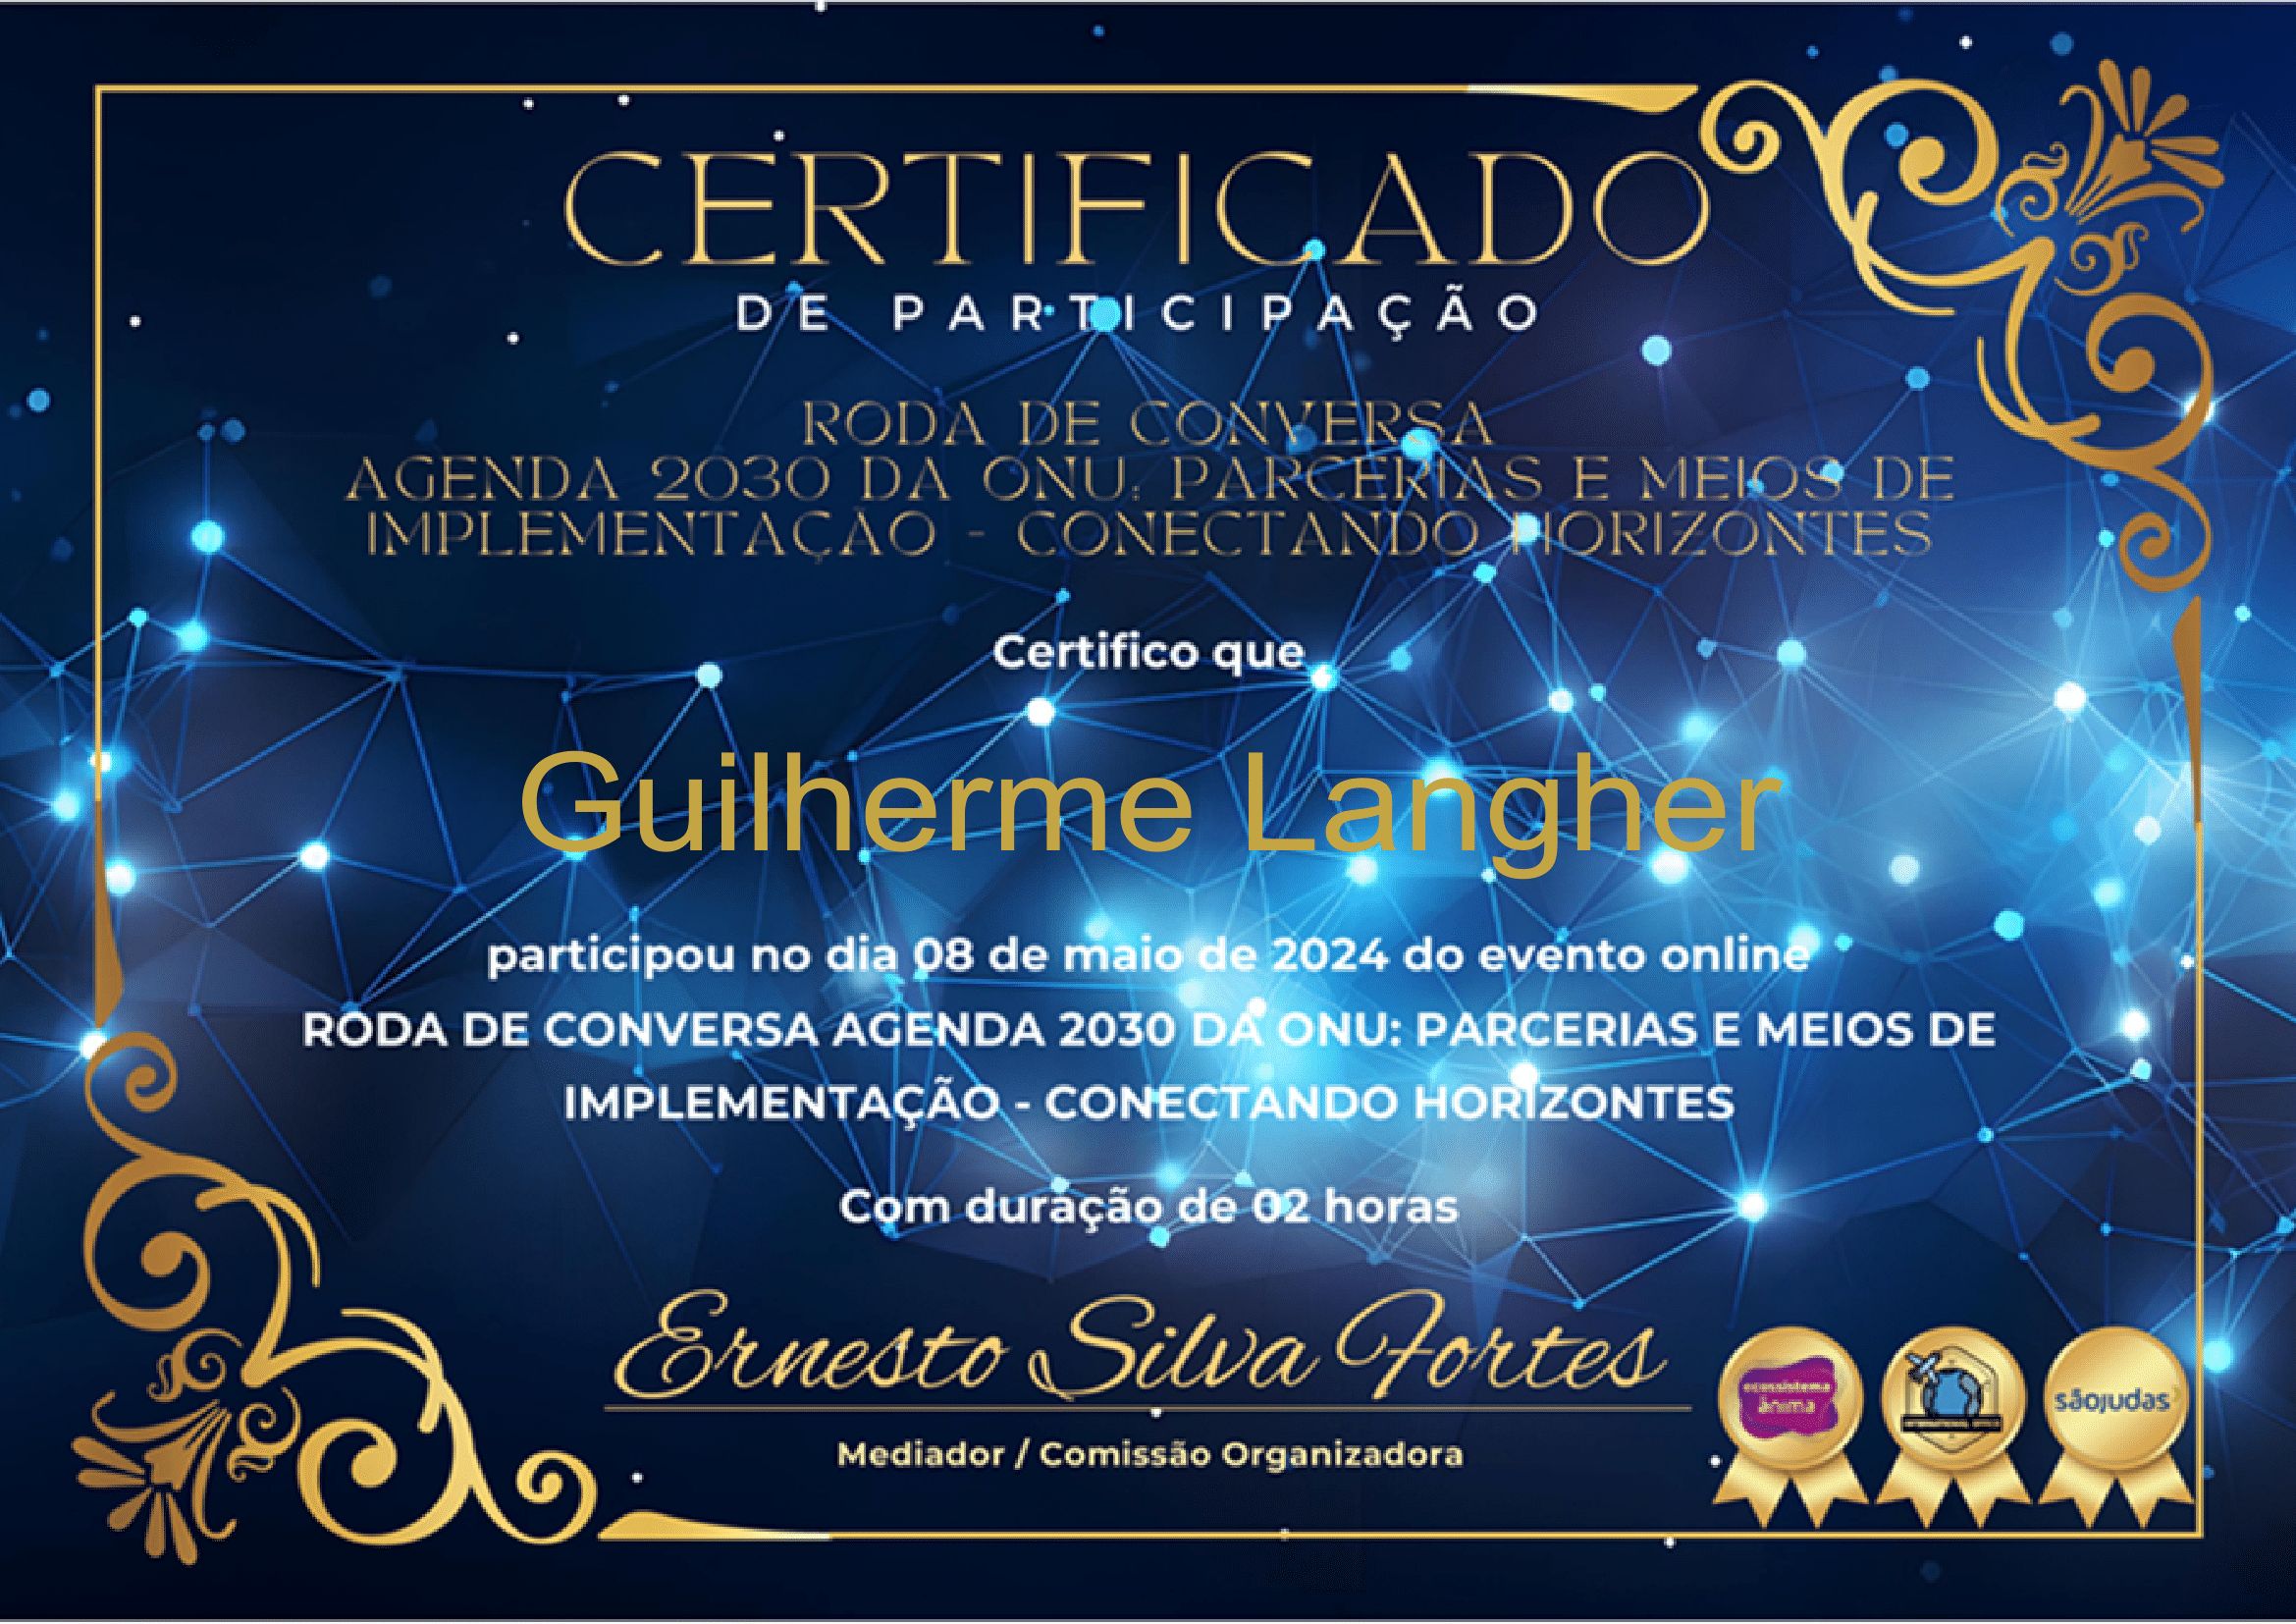 CERTIFICADO
DE PARTICIPAÇÃO
RODA DE CONVERSA
AGENDA 2030 DA ONU: PARCERIAS E MEIOS DE
IMPLEMENTAÇÃO - CONECTANDO HORIZONTES
Certifico que
Guilherme Langher
participou no dia 08 de maio de 2024 do evento online
RODA DE CONVERSA AGENDA 2030 DA ONU: PARCERIAS E MEIOS DE
IMPLEMENTAÇÃO - CONECTANDO HORIZONTES
Com duração de 02 horas
Ernesto Silva Fortes
Mediador / Comissão Organizadora
ecossistema
ânima
sãojudas